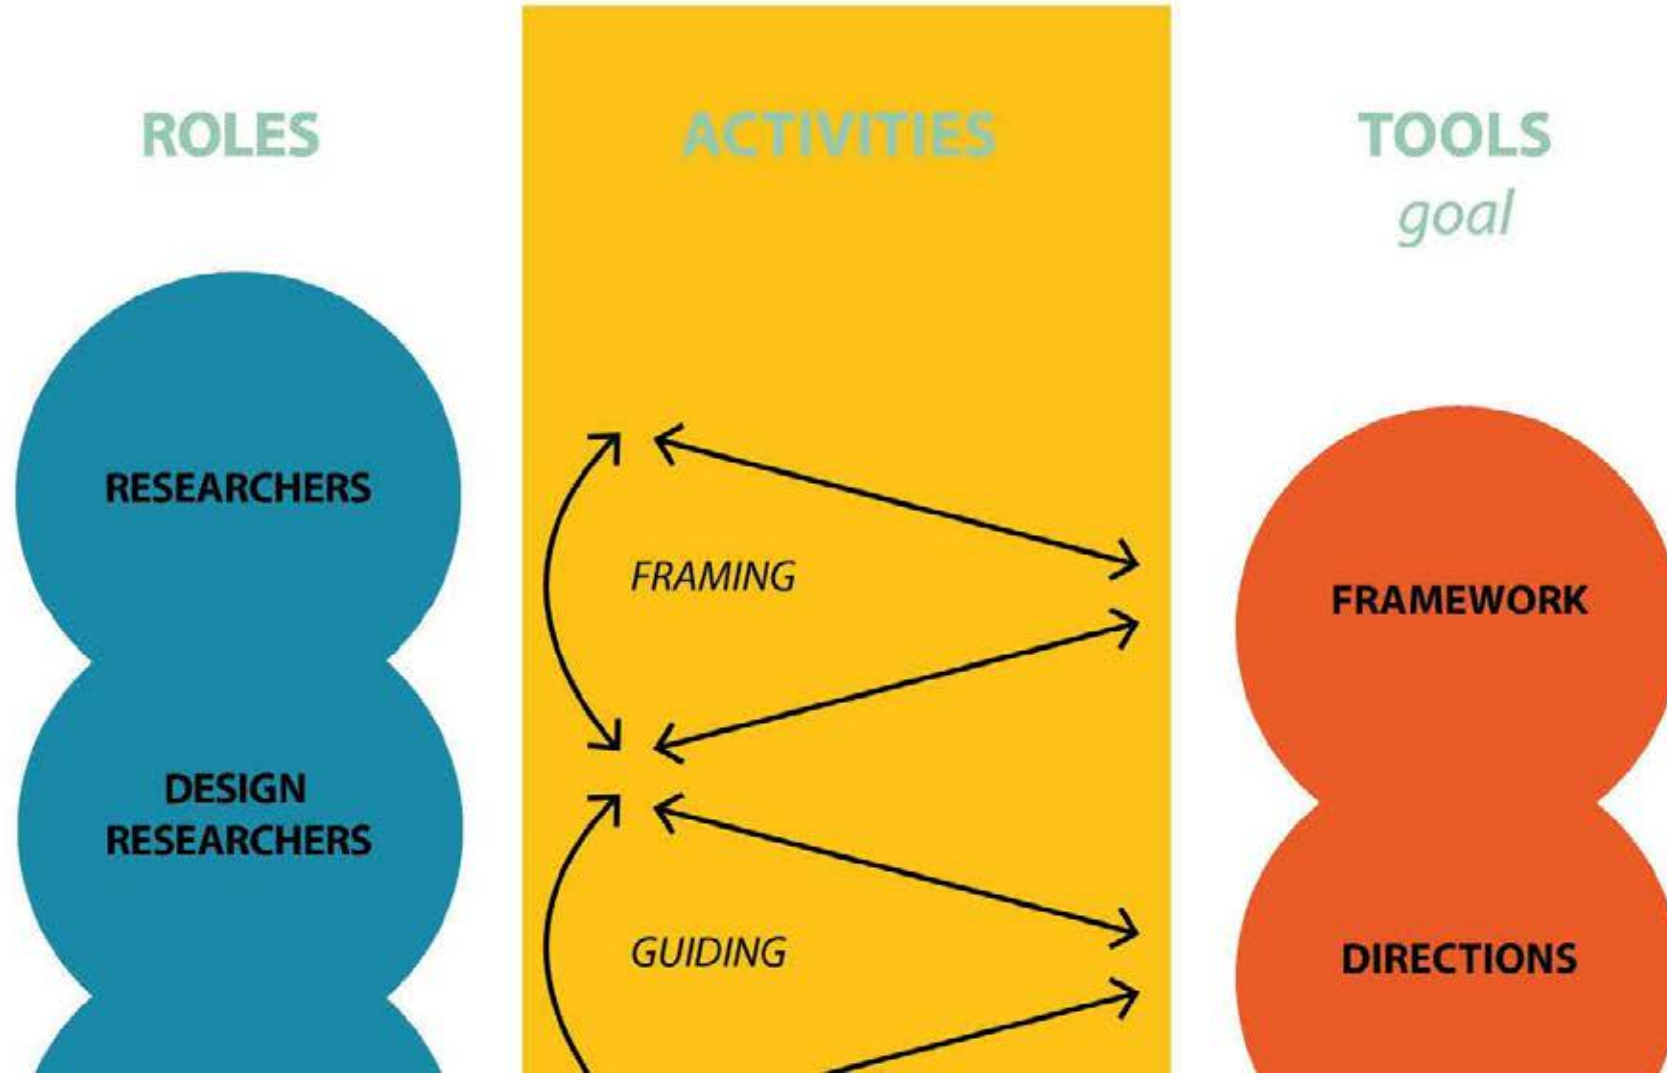 ROLES
ACTIVITIES
TOOLS
goal
RESEARCHERS
FRAMING
FRAMEWORK
DESIGN
RESEARCHERS
GUIDING
DIRECTIONS